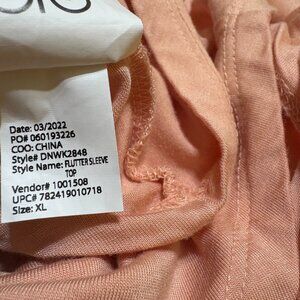 Date: 03/2022
PO# 060193226
COO: CHINA
Style# DNWK2848
Style Name: FLUTTER SLEEVE
TOP
Vendor# 1001508
UPC# 782419010718
Size: XL